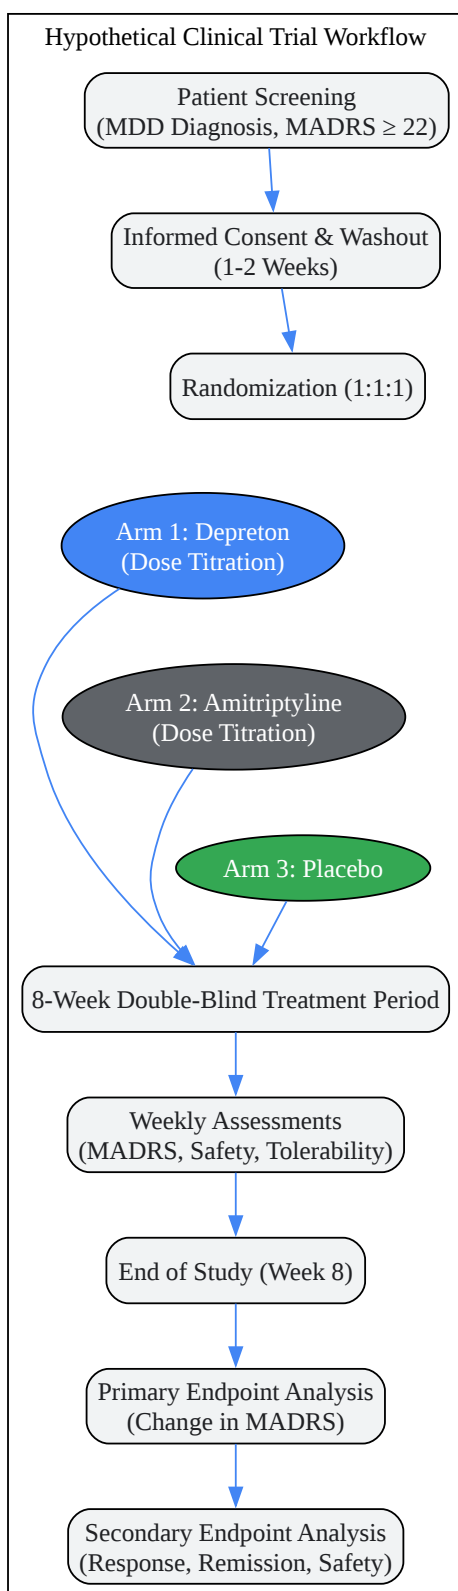 Hypothetical Clinical Trial Workflow
Patient Screening
(MDD Diagnosis, MADRS ≥ 22)
Informed Consent & Washout
(1-2 Weeks)
Randomization (1:1:1)
Arm 1: Depreton
(Dose Titration)
Arm 2: Amitriptyline
(Dose Titration)
Arm 3: Placebo
8-Week Double-Blind Treatment Period
Weekly Assessments
(MADRS, Safety, Tolerability)
End of Study (Week 8)
Primary Endpoint Analysis
(Change in MADRS)
Secondary Endpoint Analysis
(Response, Remission, Safety)